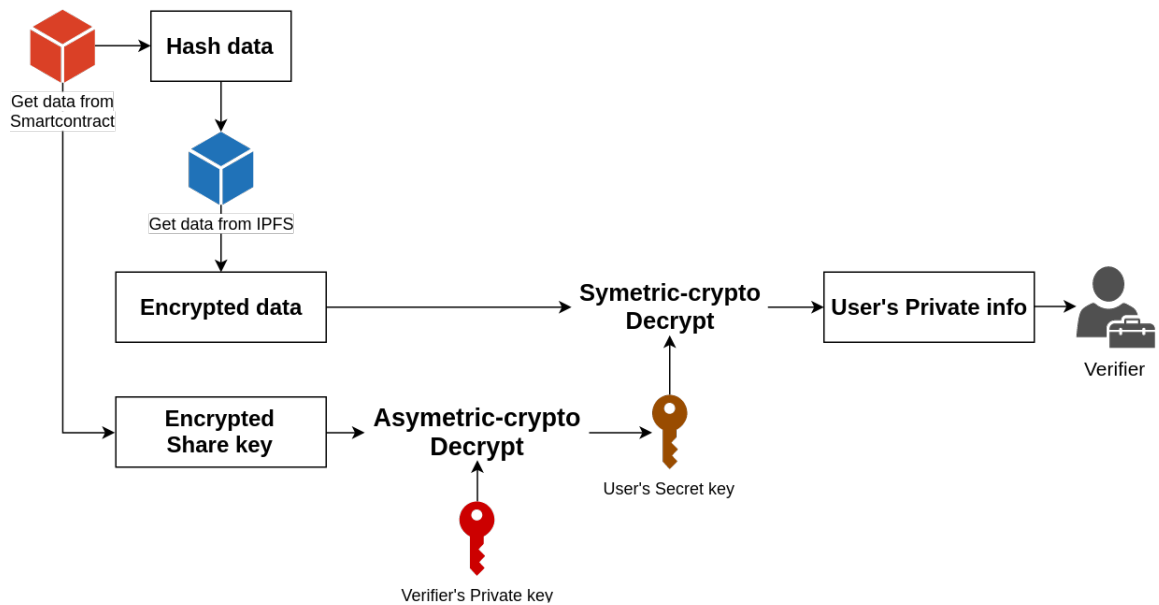 Hash data
Get data from
Smartcontract
Get data from IPFS
Encrypted data
Symetric-crypto
Decrypt
User's Private info
Verifier
Encrypted
Share key
Asymetric-crypto
Decrypt
User's Secret key
Verifier's Private key